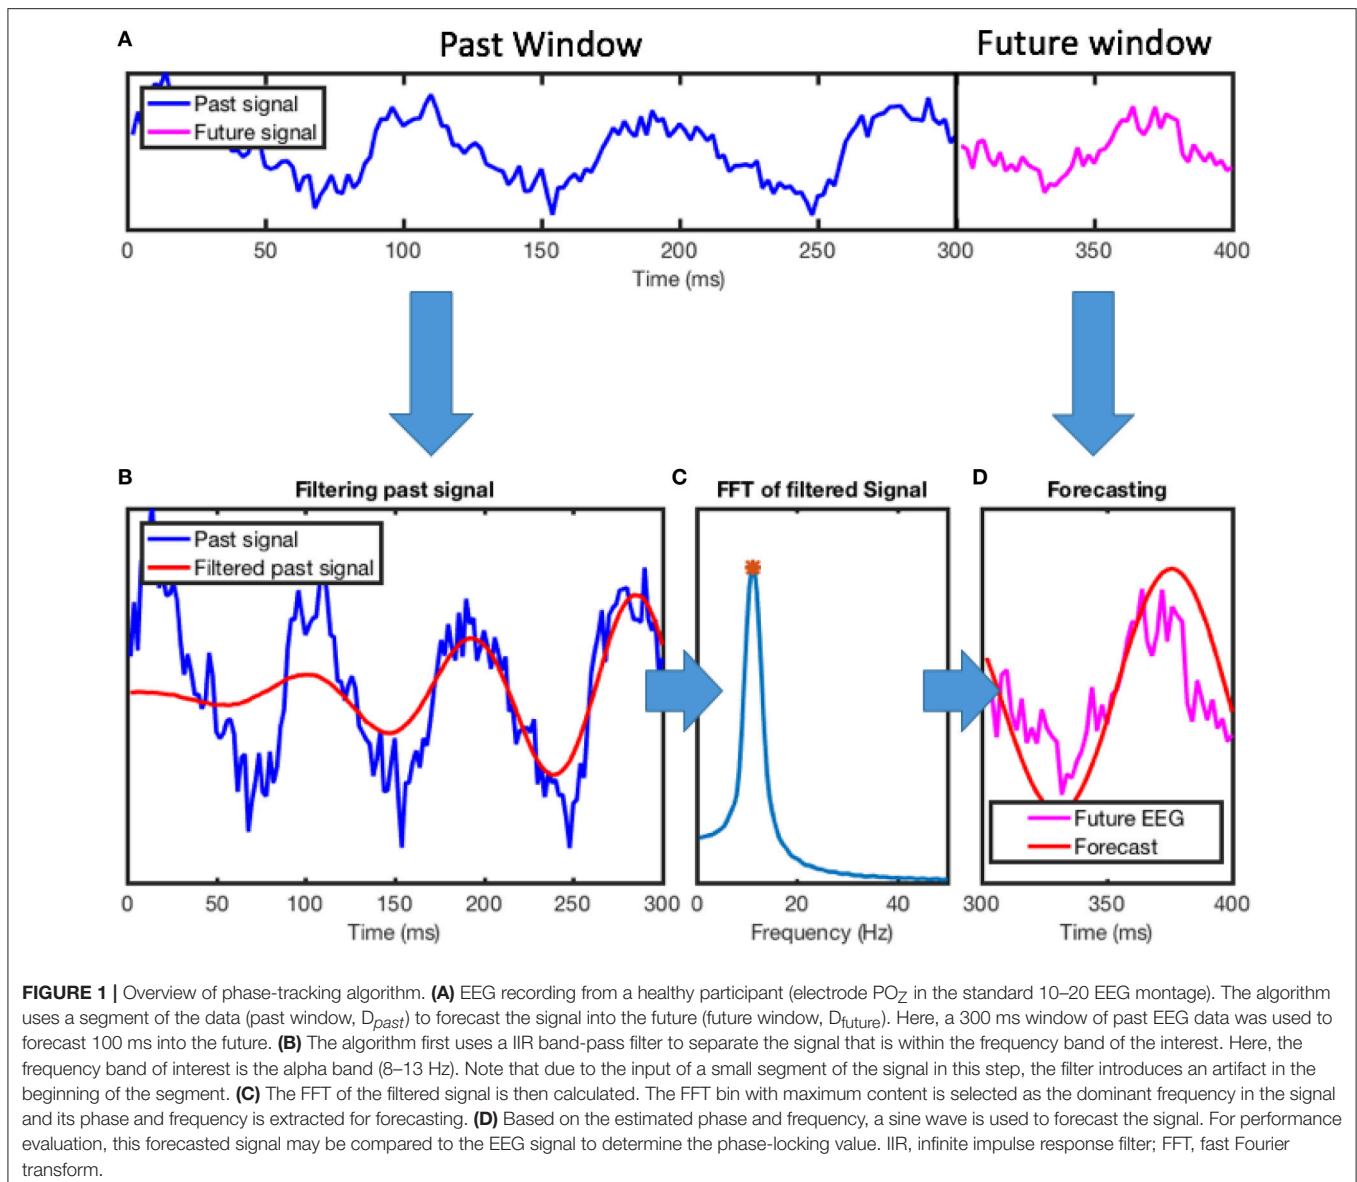 A
Past Window
Future window
Past signal
Future signal
0 50 100 150 200 250 300 350 400
Time (ms)
B
Filtering past signal
Past signal
Filtered past signal
0 50 100 150 200 250 300
Time (ms)
C
FFT of filtered Signal
0 20 40
Frequency (Hz)
D
Forecasting
Future EEG
Forecast
300 350 400
Time (ms)
FIGURE 1 | Overview of phase-tracking algorithm. (A) EEG recording from a healthy participant (electrode POZ in the standard 10–20 EEG montage). The algorithm
uses a segment of the data (past window, Dpast) to forecast the signal into the future (future window, Dfuture). Here, a 300 ms window of past EEG data was used to
forecast 100 ms into the future. (B) The algorithm first uses a IIR band-pass filter to separate the signal that is within the frequency band of the interest. Here, the
frequency band of interest is the alpha band (8–13 Hz). Note that due to the input of a small segment of the signal in this step, the filter introduces an artifact in the
beginning of the segment. (C) The FFT of the filtered signal is then calculated. The FFT bin with maximum content is selected as the dominant frequency in the signal
and its phase and frequency is extracted for forecasting. (D) Based on the estimated phase and frequency, a sine wave is used to forecast the signal. For performance
evaluation, this forecasted signal may be compared to the EEG signal to determine the phase-locking value. IIR, infinite impulse response filter; FFT, fast Fourier
transform.